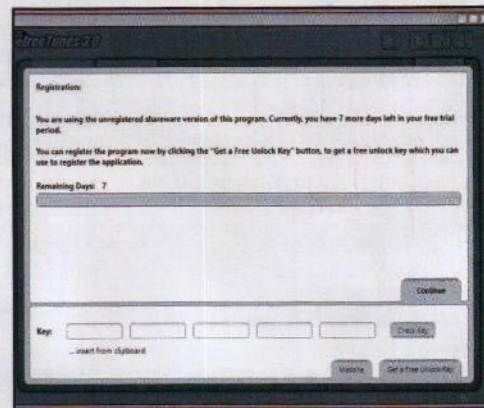 FreeTunes 3.0
Registration:
You are using the unregistered shareware version of this program. Currently, you have 7 more days left in your free trial
period.
You can register the program now by clicking the "Get a Free Unlock Key" button, to get a free unlock key which you can
use to register the application.
Remaining Days: 7
Continue
Key:
Check Key
... insert from clipboard
Website
Get a Free Unlock Key